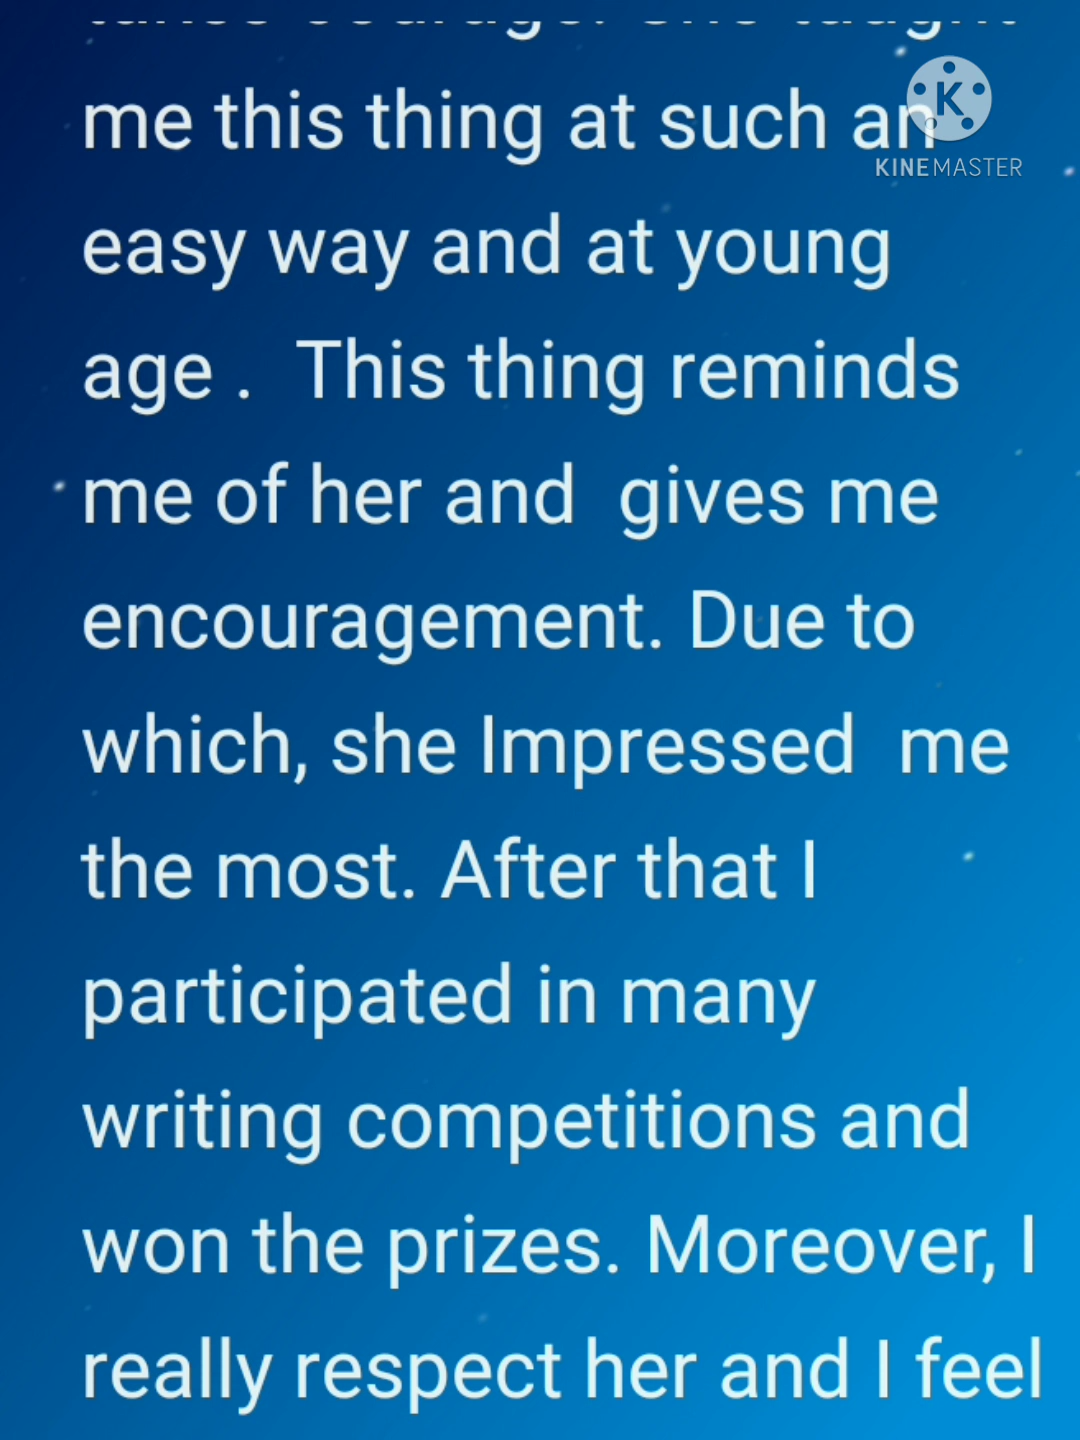 me this thing at such an
KINEMASTER
easy way and at young
age .  This thing reminds
me of her and  gives me
encouragement. Due to
which, she Impressed  me
the most. After that I
participated in many
writing competitions and
won the prizes. Moreover, I
really respect her and I feel